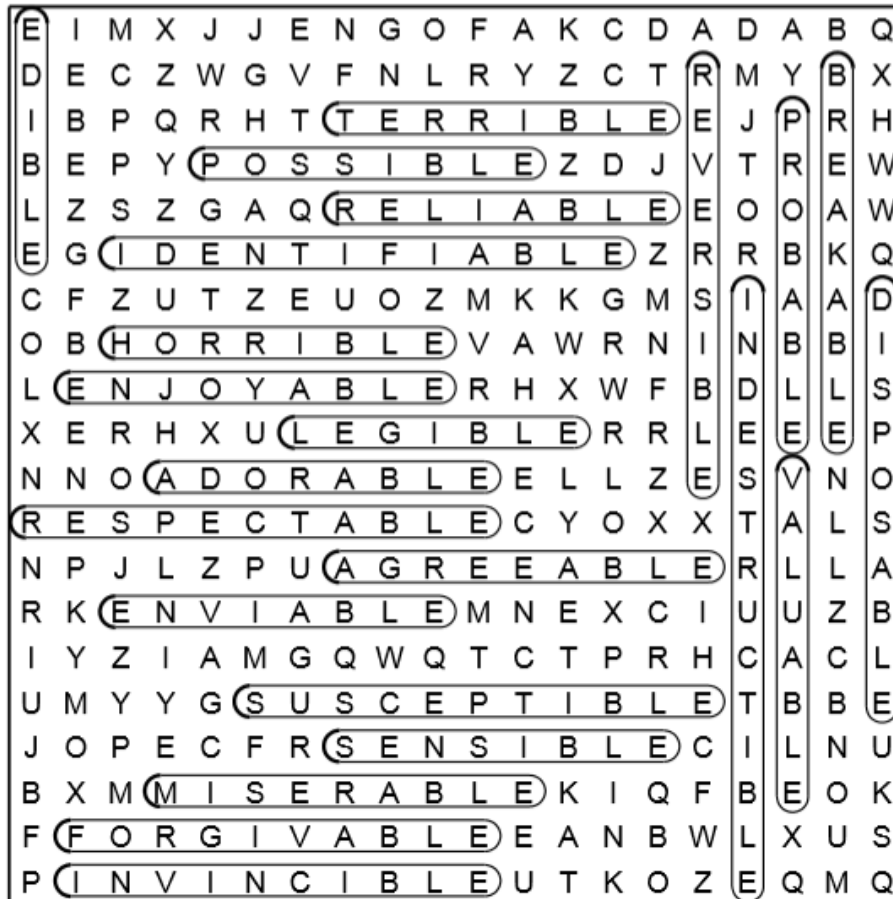 E I M X J J E N G O F A K C D A D A B Q
D E C Z W G V F N L R Y Z C T R M Y B X
I B P Q R H T T E R R I B L E E J P R H
B E P Y P O S S I B L E Z D J V T R E W
L Z S Z G A Q R E L I A B L E E O O A W
E G I D E N T I F I A B L E Z R R B K Q
C F Z U T Z E U O Z M K K G M S I A A D
O B H O R R I B L E V A W R N I N B B I
L E N J O Y A B L E R H X W F B D L L S
X E R H X U L E G I B L E R R L E E E P
N N O A D O R A B L E E L L Z E S V N O
R E S P E C T A B L E C Y O X X T A L S
N P J L Z P U A G R E E A B L E R L L A
R K E N V I A B L E M N E X C I U U Z B
I Y Z I A M G Q W Q T C T P R H C A C L
U M Y Y G S U S C E P T I B L E T B B E
J O P E C F R S E N S I B L E C I L N U
B X M M I S E R A B L E K I Q F B E O K
F F O R G I V A B L E E A N B W L X U S
P I N V I N C I B L E U T K O Z E Q M Q